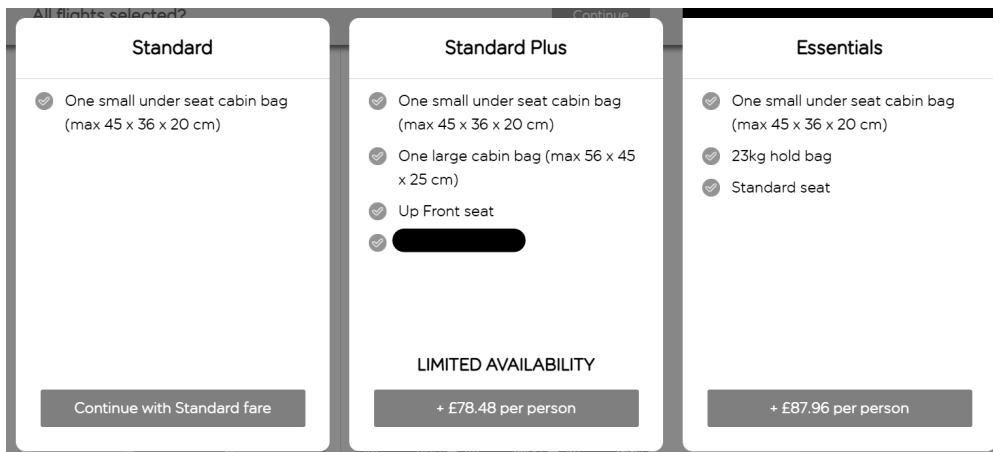 All flights selected?
Continue
Standard
One small under seat cabin bag
(max 45 x 36 x 20 cm)
Continue with Standard fare
Standard Plus
One small under seat cabin bag
(max 45 x 36 x 20 cm)
One large cabin bag (max 56 x 45
x 25 cm)
Up Front seat
LIMITED AVAILABILITY
+ £78.48 per person
Essentials
One small under seat cabin bag
(max 45 x 36 x 20 cm)
23kg hold bag
Standard seat
+ £87.96 per person